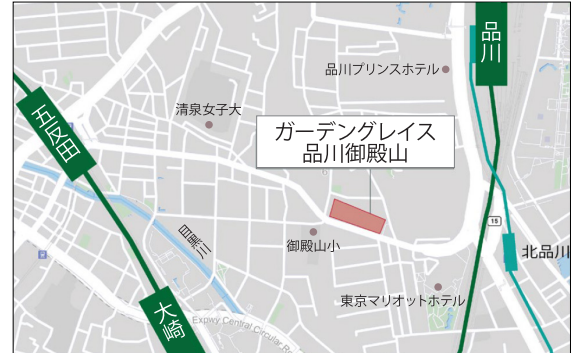 品川
品川プリンスホテル
清泉女子大
五反田
ガーデングレイス
品川御殿山
目黒川
15
御殿山小
北品川
東京マリオットホテル
大崎
Expwy Central Circular Ro